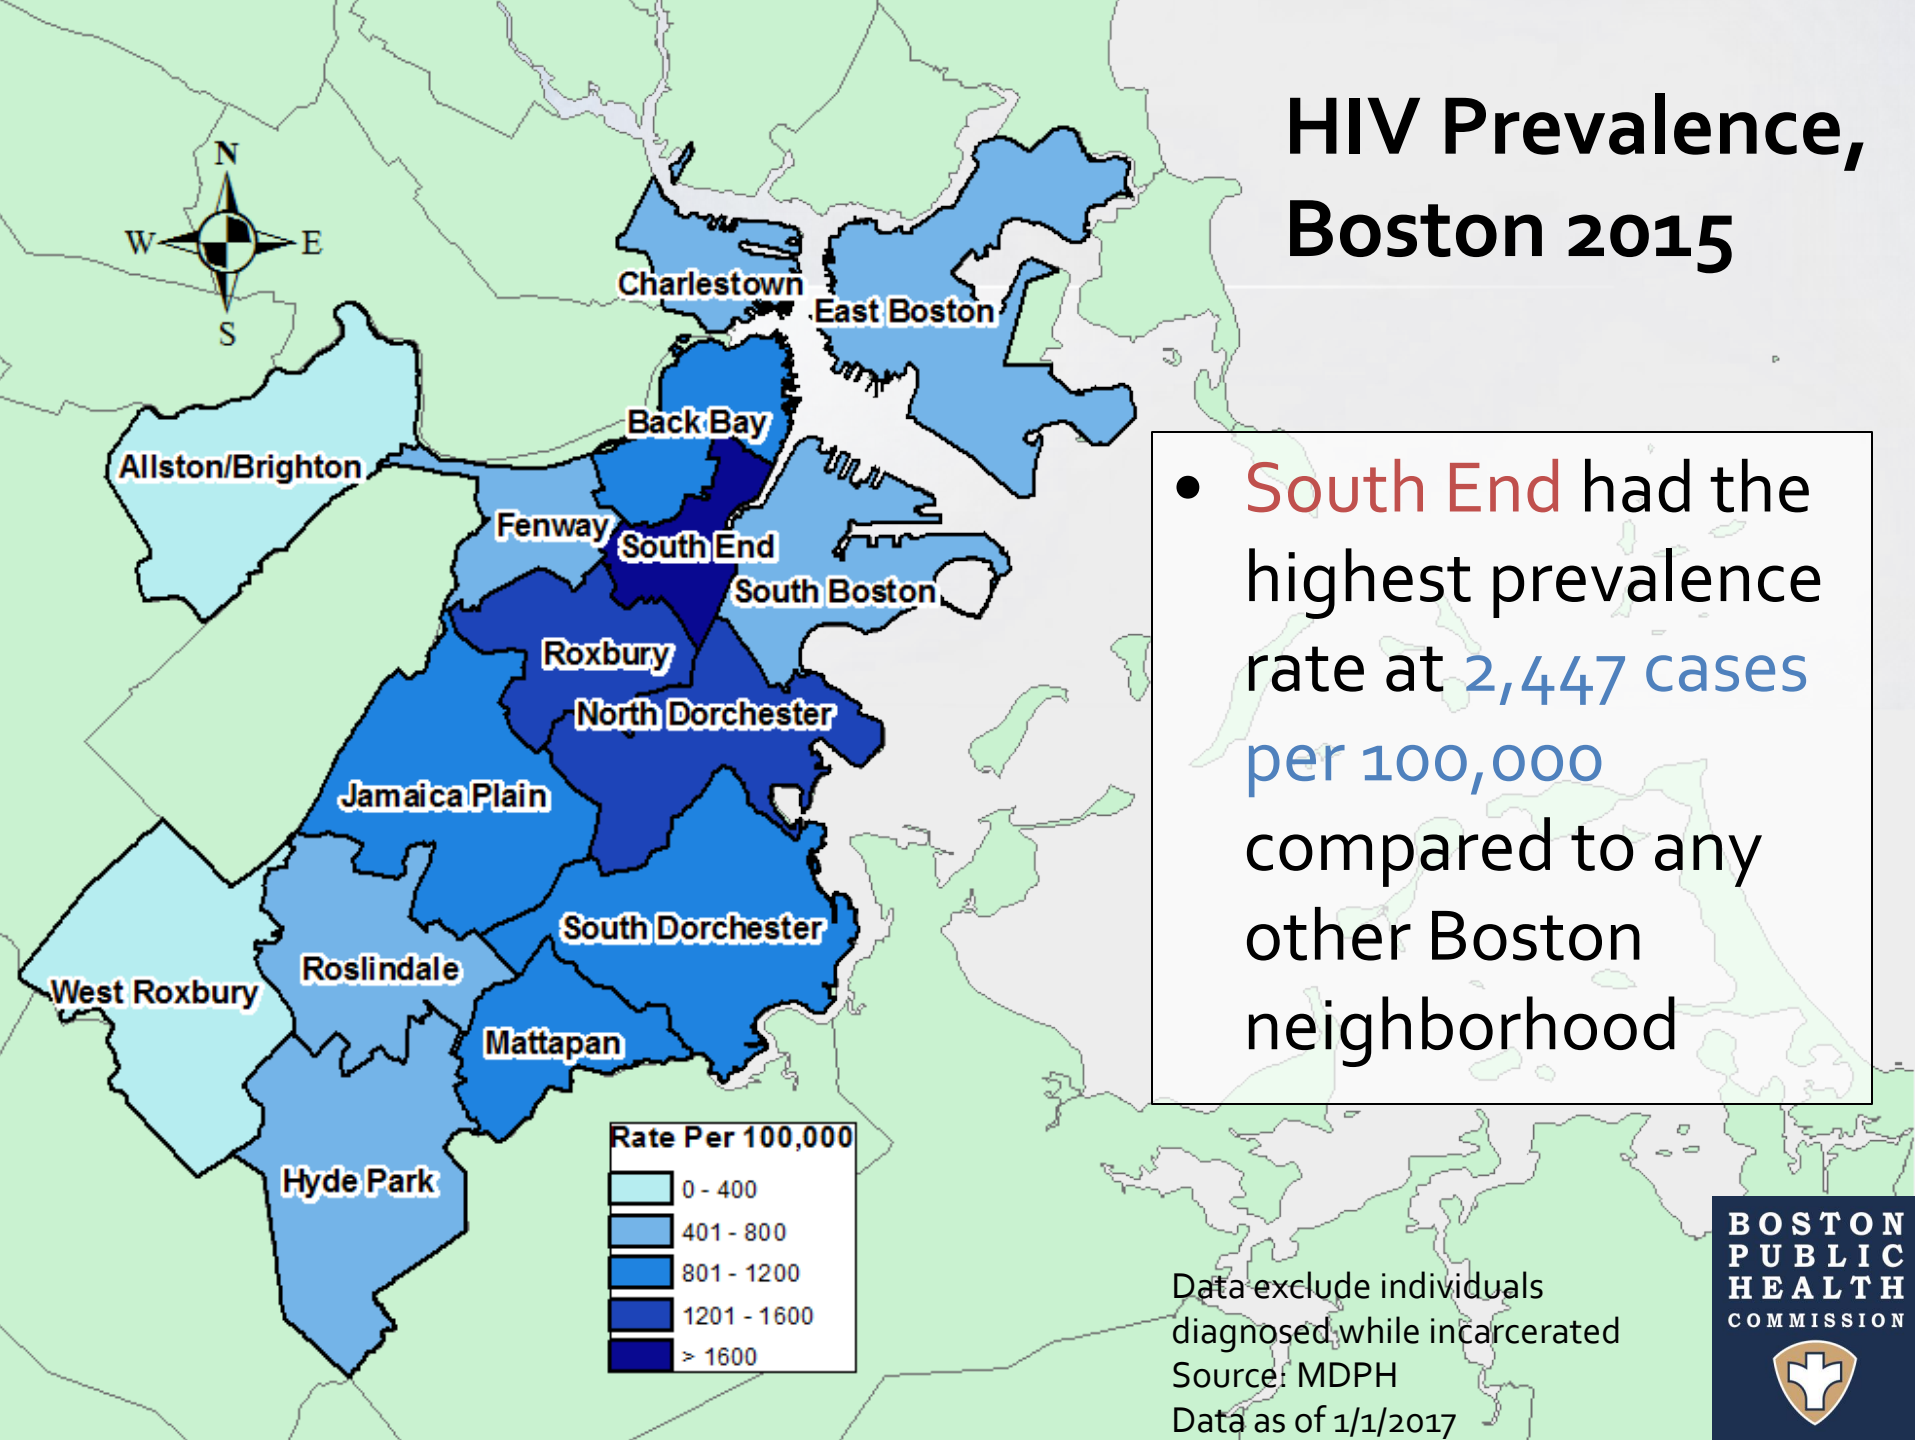 HIV Prevalence,
Boston 2015
N
W
E
S
Charlestown
East Boston
Back Bay
Allston/Brighton
Fenway
South End
South Boston
Roxbury
North Dorchester
Jamaica Plain
South Dorchester
Roslindale
West Roxbury
Mattapan
Hyde Park
• South End had the
highest prevalence
rate at 2,447 cases
per 100,000
compared to any
other Boston
neighborhood
Rate Per 100,000
0 - 400
401 - 800
801 - 1200
1201 - 1600
> 1600
Data exclude individuals
diagnosed while incarcerated
Source: MDPH
Data as of 1/1/2017
BOSTON
PUBLIC
HEALTH
COMMISSION